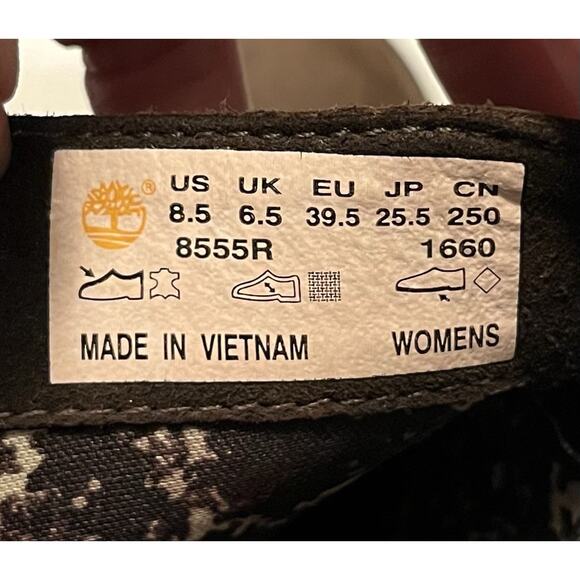 ® US UK EU JP CN
8.5 6.5 39.5 25.5 250
8555R 1660
MADE IN VIETNAM WOMENS